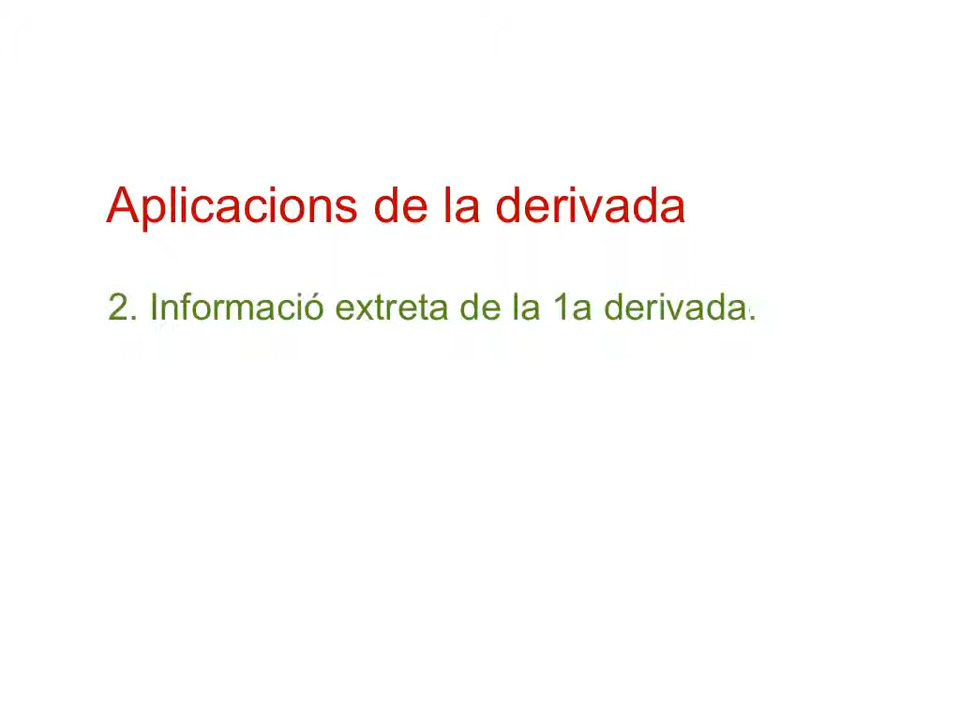 Aplicacions de la derivada
2. Informació extreta de la 1a derivada.